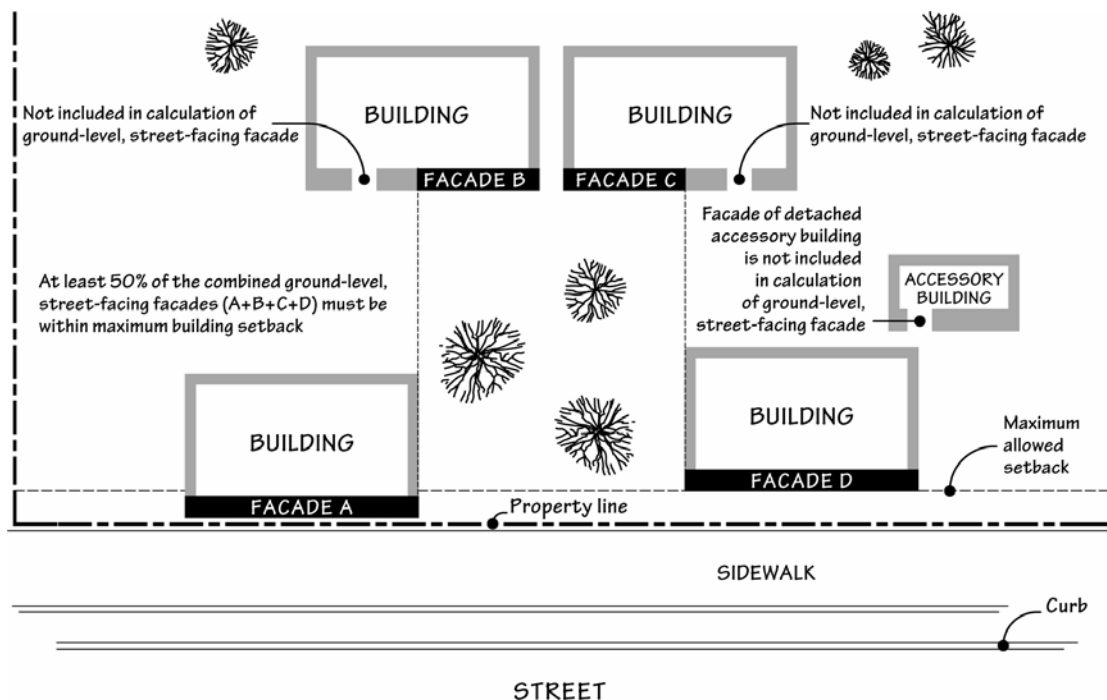 BUILDING
BUILDING
Not included in calculation of
ground-level, street-facing facade
Not included in calculation of
ground-level, street-facing facade
FACADE B
FACADE C
Facade of detached
accessory building
is not included
in calculation
of ground-level,
street-facing facade
At least 50% of the combined ground-level,
street-facing facades (A+B+C+D) must be
within maximum building setback
ACCESSORY
BUILDING
BUILDING
BUILDING
Maximum
allowed
setback
FACADE D
FACADE A
Property line
SIDEWALK
Curb
STREET